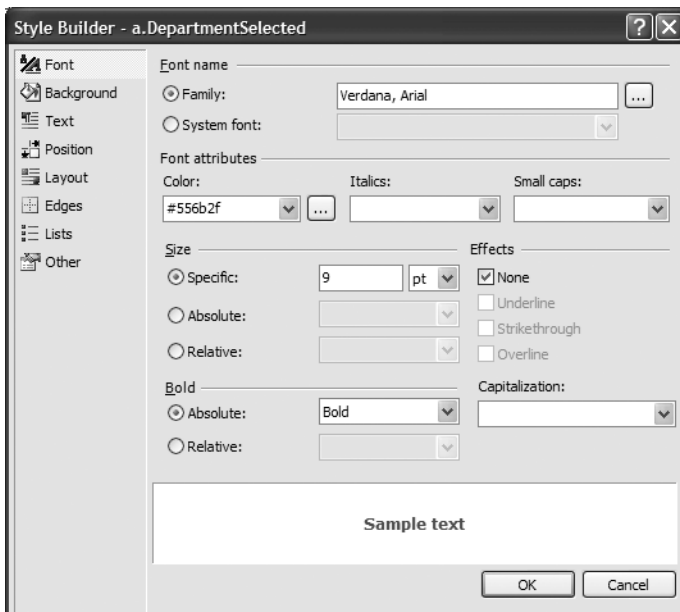 Style Builder - a.DepartmentSelected
Font
Background
Text
Position
Layout
Edges
Lists
Other
Font name
Family: Verdana, Arial ...
System font:
Font attributes
Color: Italics: Small caps:
#556b2f ...
Size Effects
Specific: 9 pt None
Underline
Absolute:
Strikethrough
Relative: Overline
Bold Capitalization:
Absolute: Bold
Relative:
Sample text
OK Cancel